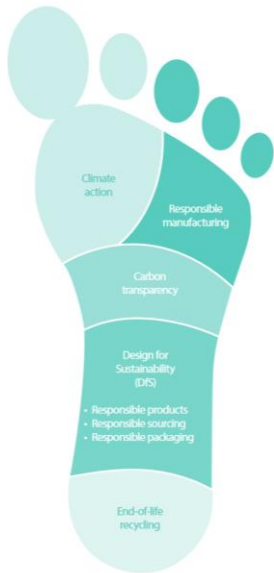 Climate
action
Responsible
manufacturing
Carbon
transparency
Design for
Sustainability
(DfS)
• Responsible products
• Responsible sourcing
• Responsible packaging
End-of-life
recycling